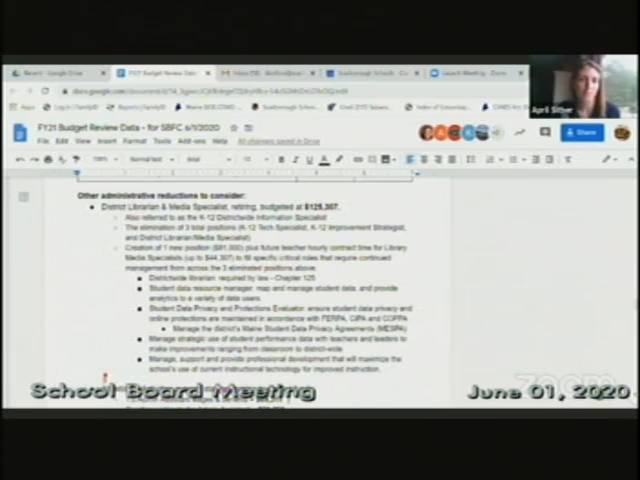 FY21 Budget Review Data - for SBFC 6/1/2020
File Edit View Insert Format Tools Add-ons Help All changes saved in Drive
Share
April Sither
Other administrative reductions to consider:
District Librarian & Media Specialist, retiring, budgeted at $125,307.
Also referred to as the K-12 Districtwide Information Specialist
The elimination of 3 total positions (K-12 Tech Specialist, K-12 Improvement Strategist,
and District Librarian/Media Specialist)
Creation of 1 new position ($81,000) plus future teacher hourly contract time for Library
Media Specialists (up to $44,307) to fill specific critical roles that require continued
management from across the 3 eliminated positions above
Districtwide librarian: required by law - Chapter 125
Student data resource manager: map and manage student data, and provide
analytics to a variety of data users
Student Data Privacy and Protections Evaluator: ensure student data privacy and
online protections are maintained in accordance with FERPA, CIPA and COPPA
Manage the district's Maine Student Data Privacy Agreements (MESPA)
Manage strategic use of student performance data with teachers and leaders to
make improvements ranging from classroom to district-wide
Manage, support and provide professional development that will maximize the
school's use of current instructional technology for improved instruction.
zoom
School Board Meeting June 01, 2020